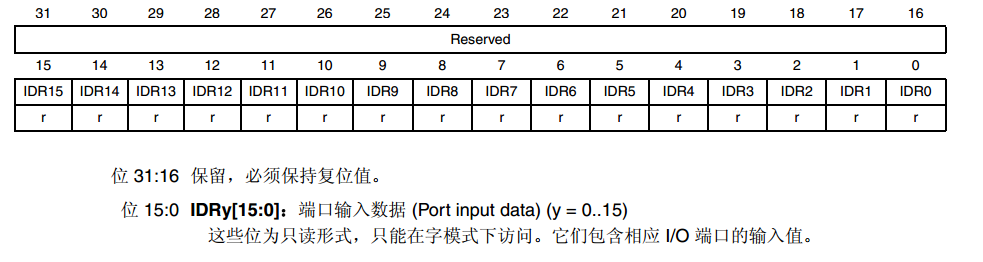 31 30 29 28 27 26 25 24 23 22 21 20 19 18 17 16
Reserved
15 14 13 12 11 10 9 8 7 6 5 4 3 2 1 0
IDR15 IDR14 IDR13 IDR12 IDR11 IDR10 IDR9 IDR8 IDR7 IDR6 IDR5 IDR4 IDR3 IDR2 IDR1 IDR0
r r r r r r r r r r r r r r r r
位 31:16 保留，必须保持复位值。
位 15:0 IDRy[15:0]：端口输入数据 (Port input data) (y = 0..15)
这些位为只读形式，只能在字模式下访问。它们包含相应 I/O 端口的输入值。